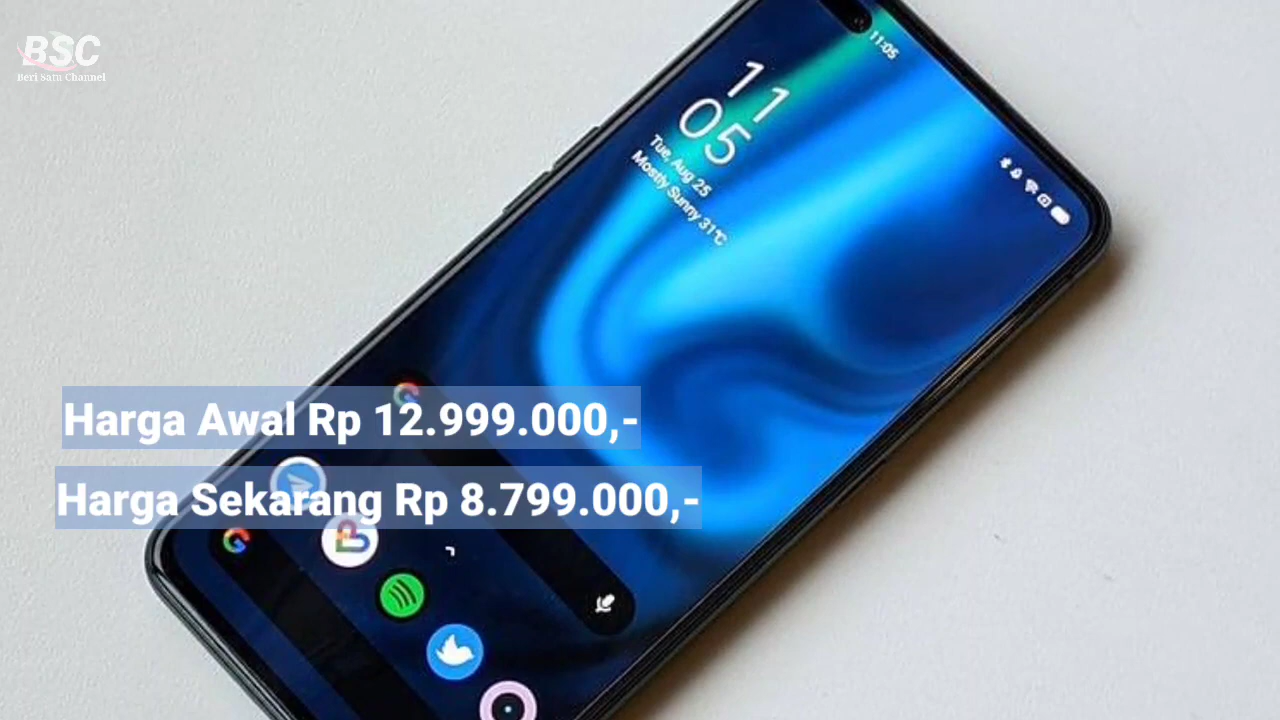 BSC
Beri Satu Channel
11:05
11
05
Tue, Aug 25
Mostly Sunny 31°C
Harga Awal Rp 12.999.000,-
Harga Sekarang Rp 8.799.000,-